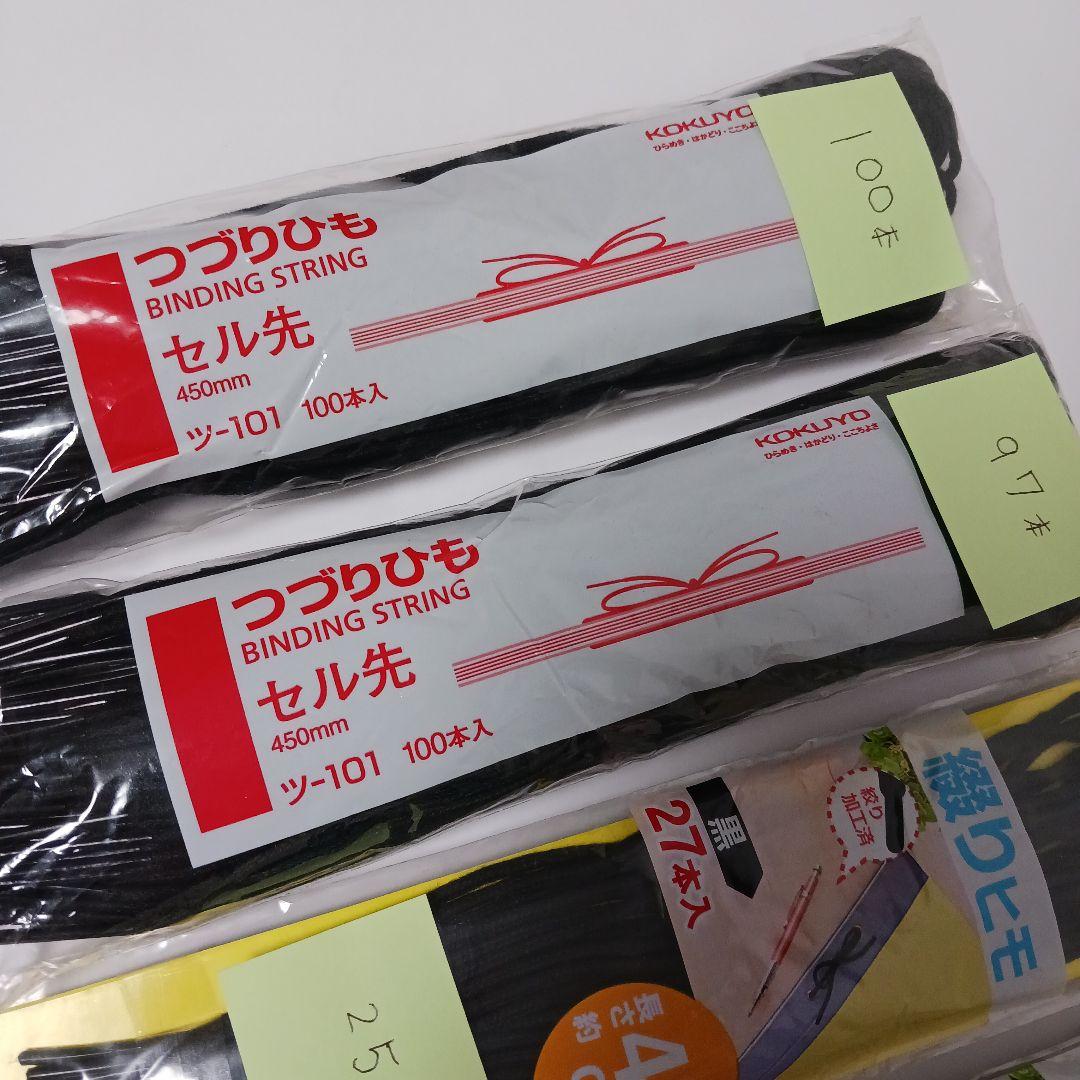 KOKUYO
ひらめき・はかどり・ここちよさ
100本
つづりひも
BINDING STRING
セル先
450mm
ツ-101 100本入
KOKUYO
ひらめき・はかどり・ここちよさ
97本
つづりひも
BINDING STRING
セル先
450mm
ツ-101 100本入
綴りヒモ
絞り
加工済
黒
27本入
長さ約
4
25